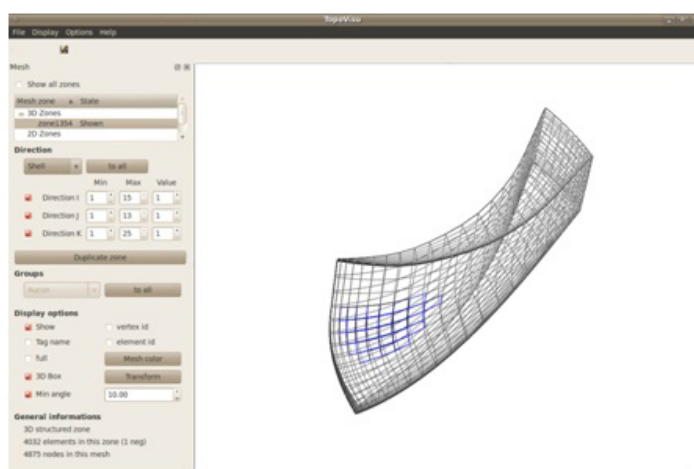 TopoVisu
File Display Options Help
Mesh
Show all zones
Mesh zone State
3D Zones
zone1354 Shown
2D Zones
Direction
Shell to all
Min Max Value
Direction I 1 15 1
Direction J 1 13 1
Direction K 1 25 1
Duplicate zone
Groups
Aucun to all
Display options
Show vertex id
Tag name element id
full Mesh color
3D Box Transform
Min angle 10.00
General informations
3D structured zone
4032 elements in this zone (1 neg)
4875 nodes in this mesh